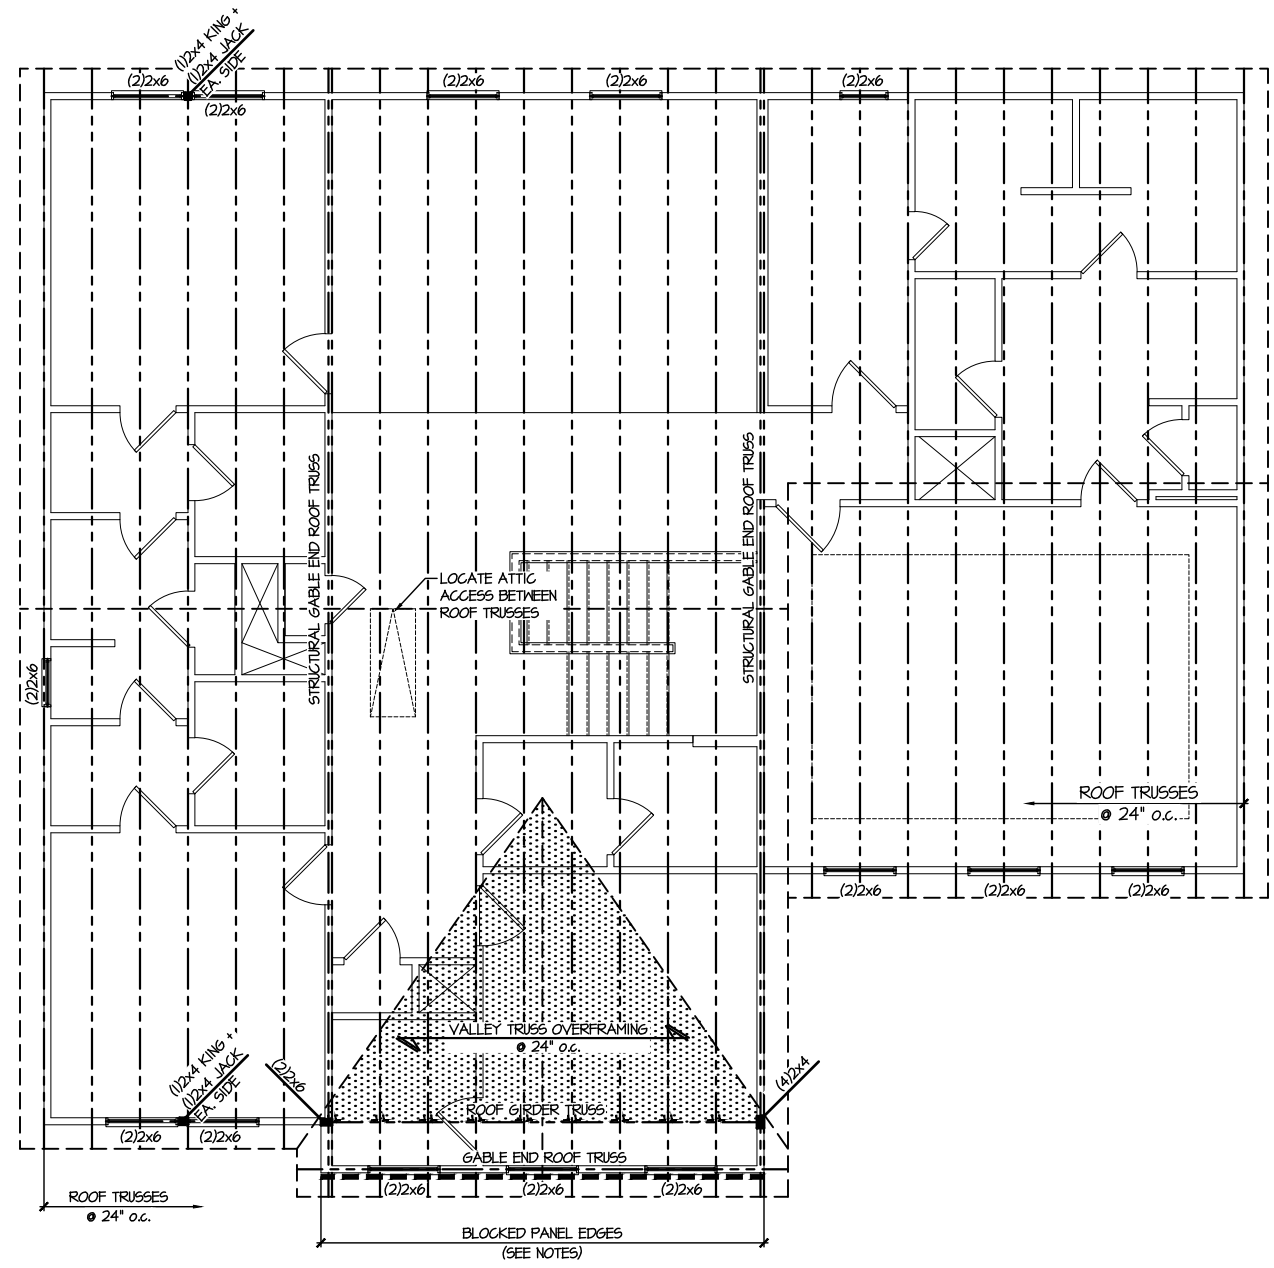 (1)2x4 KING +
(1)2x4 JACK
EA. SIDE
(2)2x6
(2)2x6
(2)2x6
(2)2x6
(2)2x6
STRUCTURAL GABLE END ROOF TRUSS
STRUCTURAL GABLE END ROOF TRUSS
LOCATE ATTIC
ACCESS BETWEEN
ROOF TRUSSES
(2)2x6
ROOF TRUSSES
@ 24" o.c.
(2)2x6
(2)2x6
(2)2x6
VALLEY TRUSS OVERFRAMING
@ 24" o.c.
(1)2x4 KING +
(1)2x4 JACK
EA. SIDE
(2)2x6
(4)2x4
ROOF GIRDER TRUSS
(2)2x6
(2)2x6
GABLE END ROOF TRUSS
(2)2x6
(2)2x6
(2)2x6
ROOF TRUSSES
@ 24" o.c.
BLOCKED PANEL EDGES
(SEE NOTES)